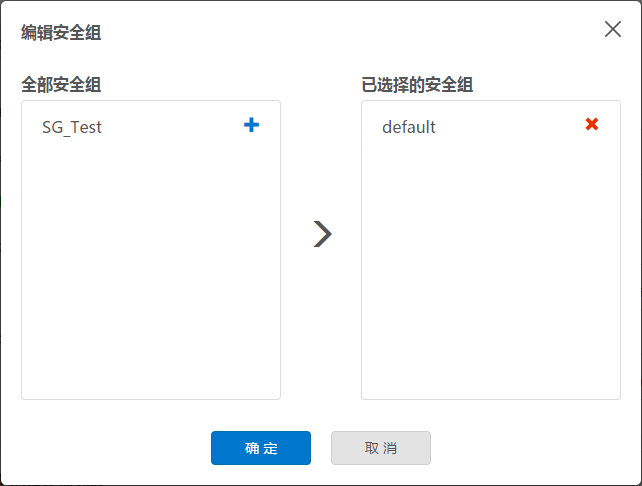 编辑安全组
全部安全组
已选择的安全组
SG_Test
default
确 定
取 消